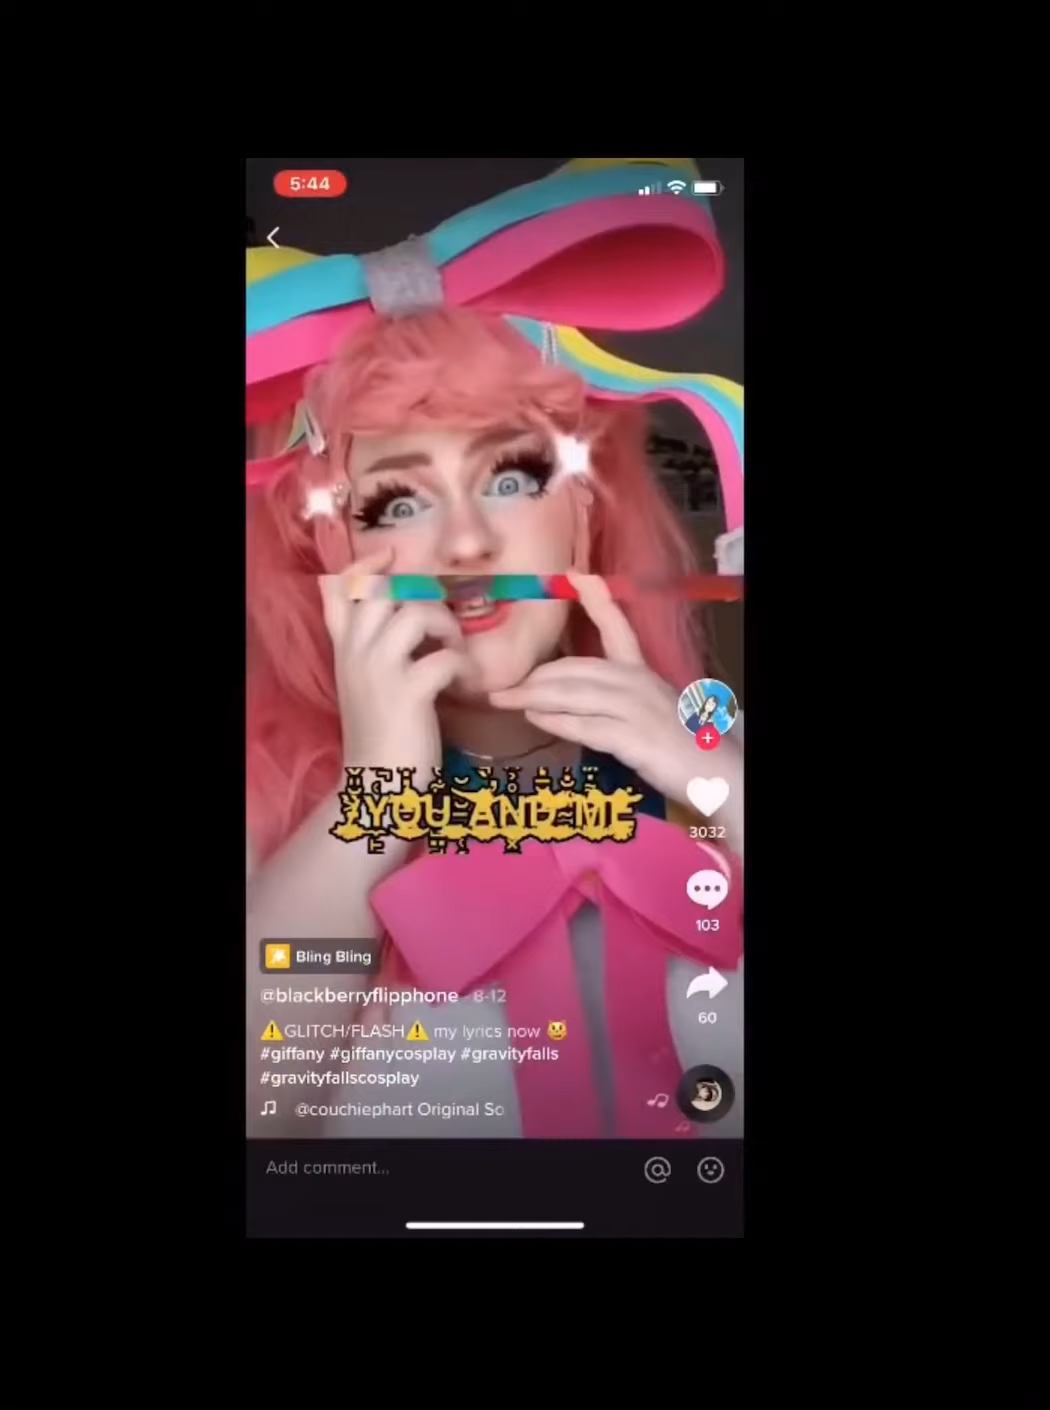 5:44
YOU AND ME
3032
103
Bling Bling
@blackberryflipphone 8-12
60
⚠️GLITCH/FLASH⚠️ my lyrics now 😼
#giffany #giffanycosplay #gravityfalls
#gravityfallscosplay
@couchiephart Original So
Add comment...